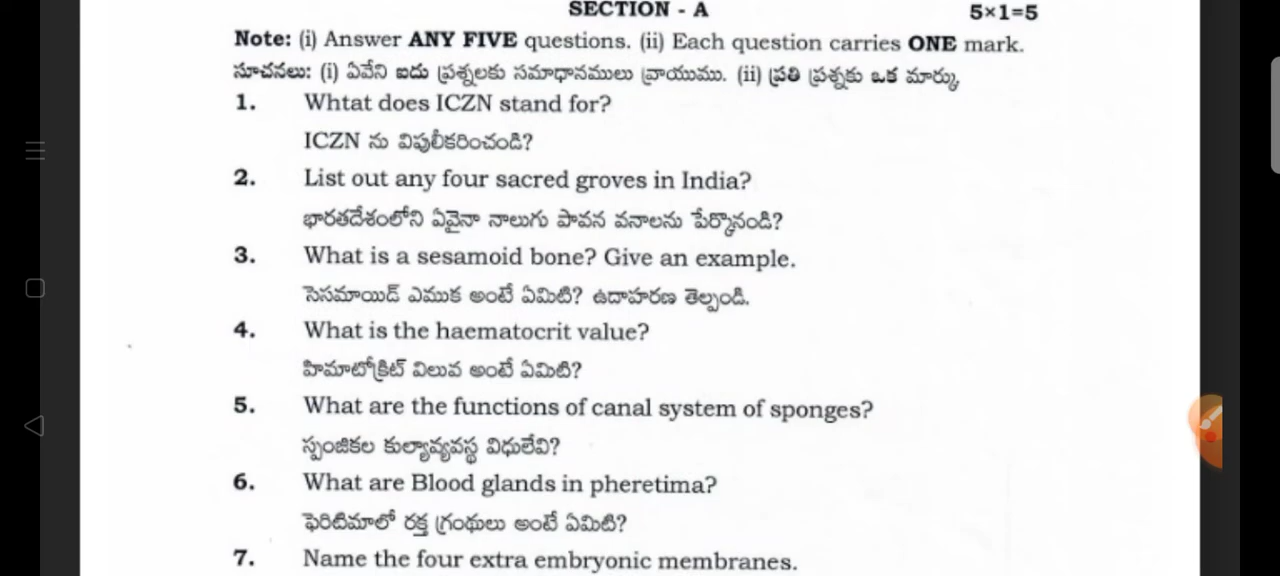 SECTION - A 5×1=5
Note: (i) Answer ANY FIVE questions. (ii) Each question carries ONE mark.
సూచనలు: (i) ఏవేని ఐదు ప్రశ్నలకు సమాధానములు వ్రాయుము. (ii) ప్రతి ప్రశ్నకు ఒక మార్కు
1. Whtat does ICZN stand for?
ICZN ను విపులీకరించండి?
2. List out any four sacred groves in India?
భారతదేశంలోని ఏవైనా నాలుగు పావన వనాలను పేర్కొనండి?
3. What is a sesamoid bone? Give an example.
సెసమాయిడ్ ఎముక అంటే ఏమిటి? ఉదాహరణ తెల్పండి.
4. What is the haematocrit value?
హిమాటోక్రిట్ విలువ అంటే ఏమిటి?
5. What are the functions of canal system of sponges?
స్పంజికల కుల్యావ్యవస్థ విధులేవి?
6. What are Blood glands in pheretima?
ఫెరిటిమాలో రక్త గ్రంథులు అంటే ఏమిటి?
7. Name the four extra embryonic membranes.